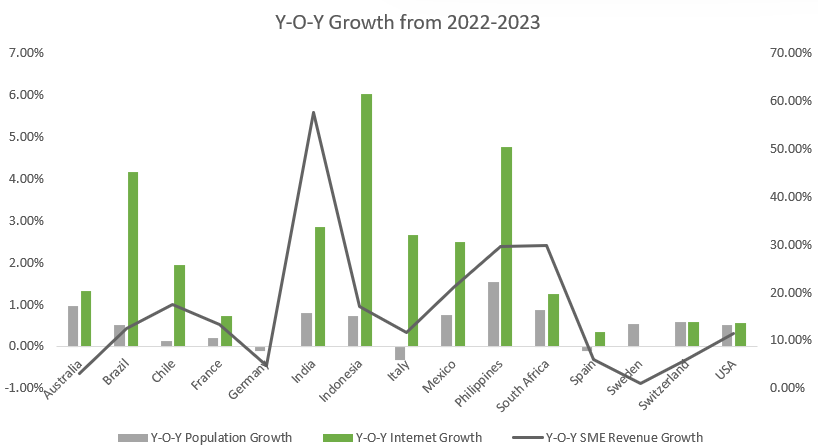 Y-O-Y Growth from 2022-2023
7.00%
6.00%
5.00%
4.00%
3.00%
2.00%
1.00%
0.00%
-1.00%
70.00%
60.00%
50.00%
40.00%
30.00%
20.00%
10.00%
0.00%
Australia
Brazil
Chile
France
Germany
India
Indonesia
Italy
Mexico
Philippines
South Africa
Spain
Sweden
Switzerland
USA
Y-O-Y Population Growth
Y-O-Y Internet Growth
Y-O-Y SME Revenue Growth